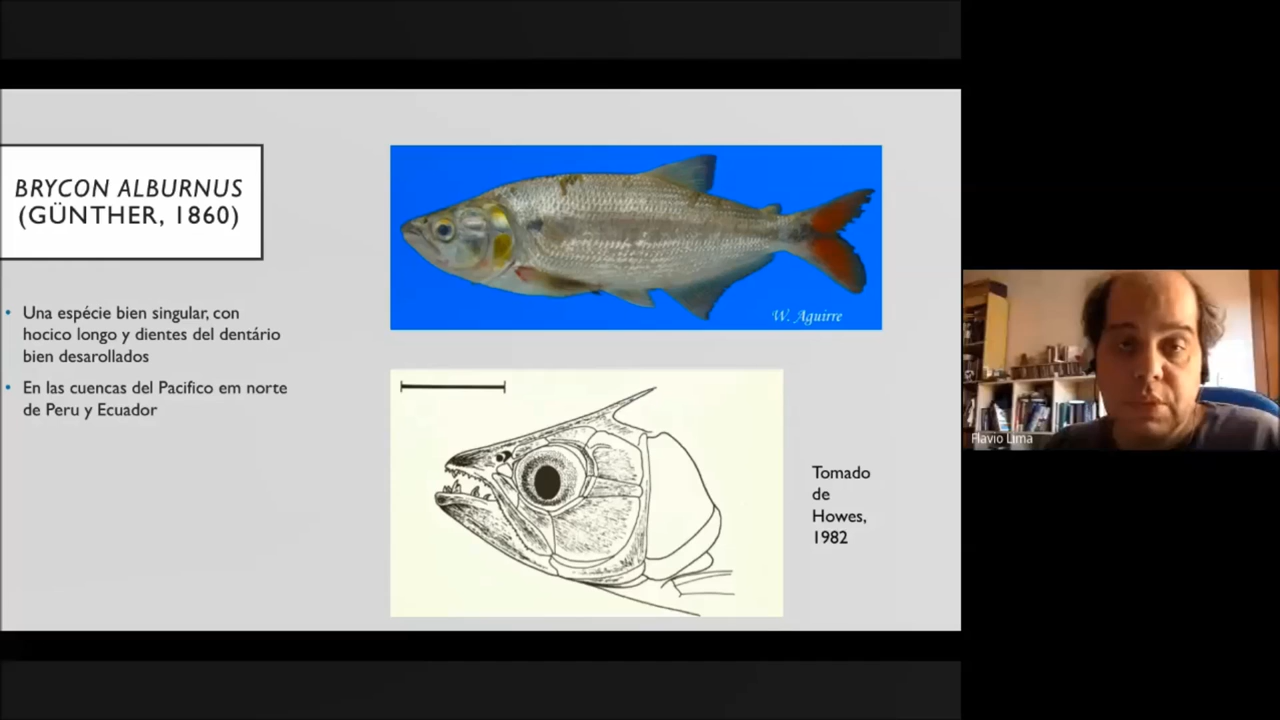 BRYCON ALBURNUS
(GÜNTHER, 1860)
• Una espécie bien singular, con
hocico longo y dientes del dentário
bien desarollados
• En las cuencas del Pacifico em norte
de Peru y Ecuador
W. Aguirre
Tomado
de
Howes,
1982
Flavio Lima